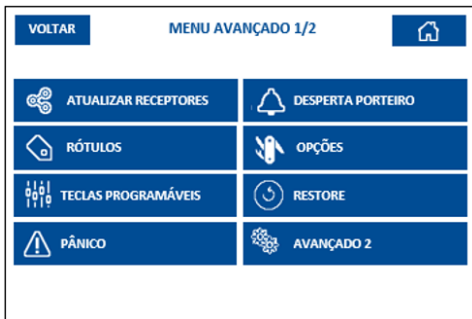 VOLTAR
MENU AVANÇADO 1/2
ATUALIZAR RECEPTORES
DESPERTA PORTEIRO
RÓTULOS
OPÇÕES
TECLAS PROGRAMÁVEIS
RESTORE
PÂNICO
AVANÇADO 2